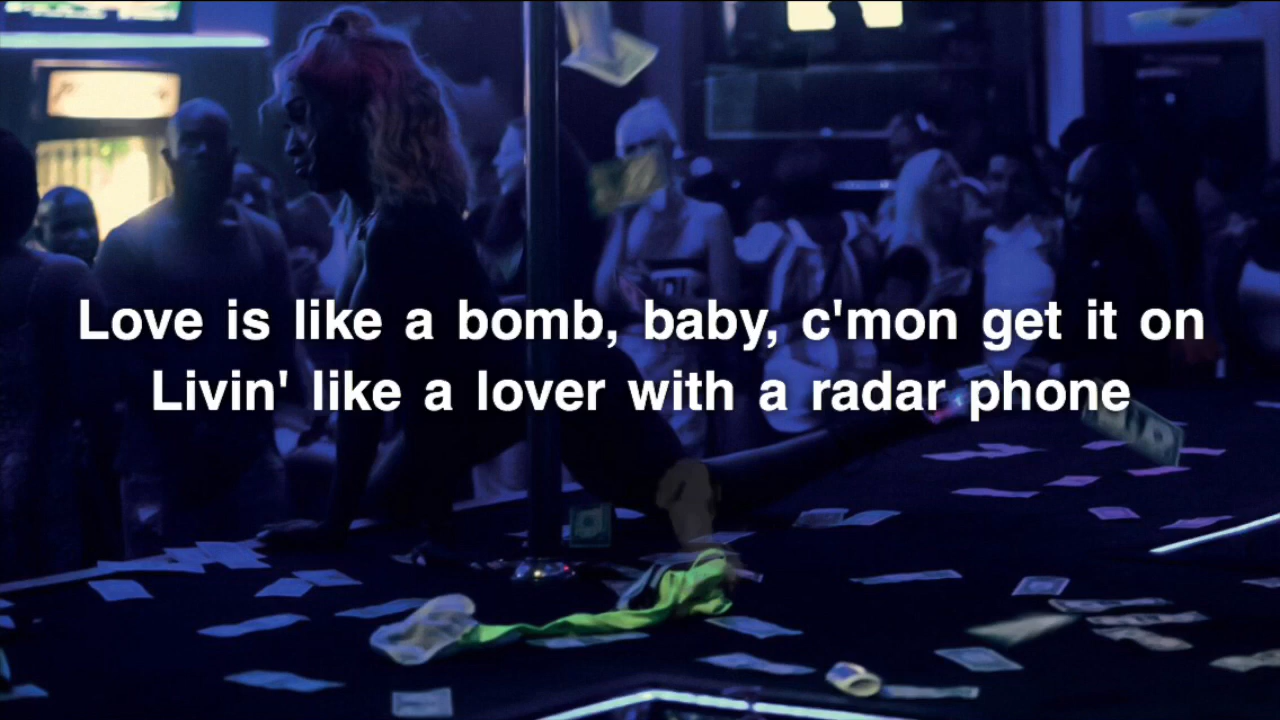 Love is like a bomb, baby, c'mon get it on
Livin' like a lover with a radar phone